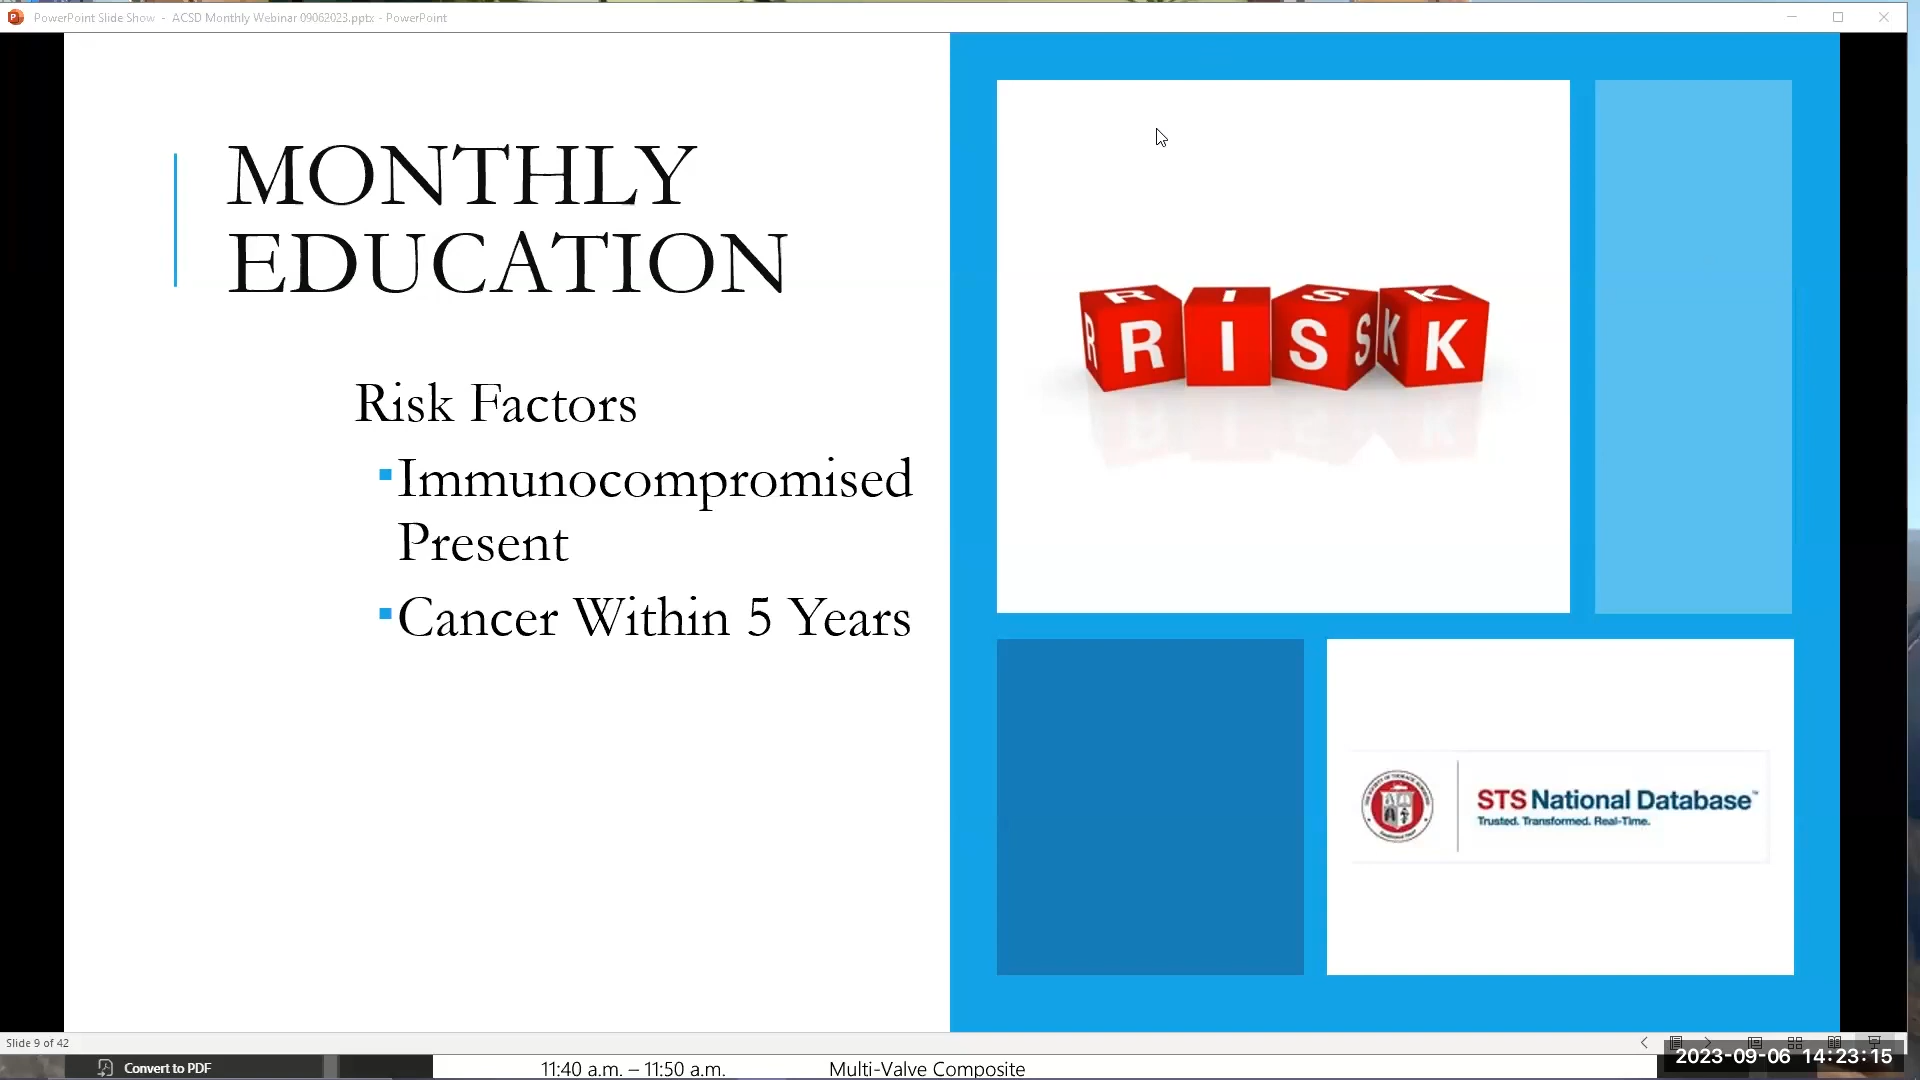 PowerPoint Slide Show - ACSD Monthly Webinar 09062023.pptx - PowerPoint
MONTHLY
EDUCATION
Risk Factors
Immunocompromised
Present
Cancer Within 5 Years
R I S K
R R I S S K K
STS National Database™
Trusted. Transformed. Real-Time.
Slide 9 of 42
2023-09-06 14:23:15
Convert to PDF
11:40 a.m. – 11:50 a.m. Multi-Valve Composite